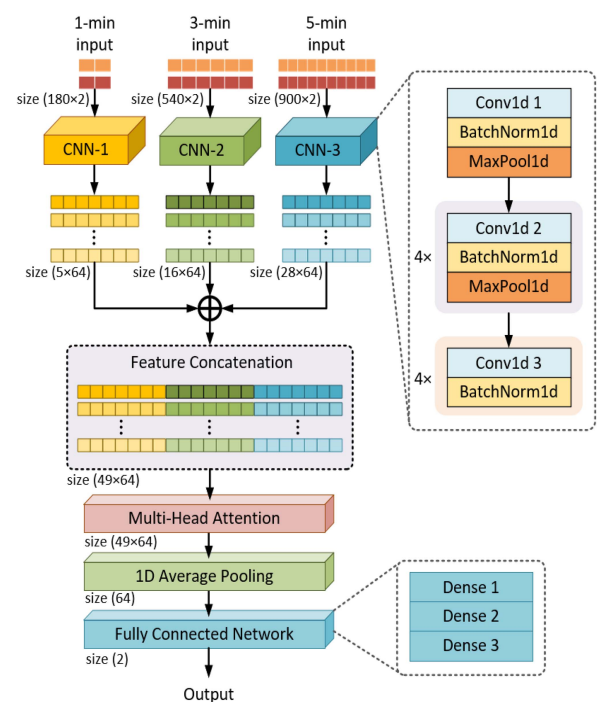 1-min
input
3-min
input
5-min
input
size (180×2)
size (540×2)
size (900×2)
CNN-1
CNN-2
CNN-3
size (5×64)
size (16×64)
size (28×64)
Feature Concatenation
size (49×64)
Multi-Head Attention
size (49×64)
1D Average Pooling
size (64)
Fully Connected Network
size (2)
Output
Conv1d 1
BatchNorm1d
MaxPool1d
4×
Conv1d 2
BatchNorm1d
MaxPool1d
4×
Conv1d 3
BatchNorm1d
Dense 1
Dense 2
Dense 3